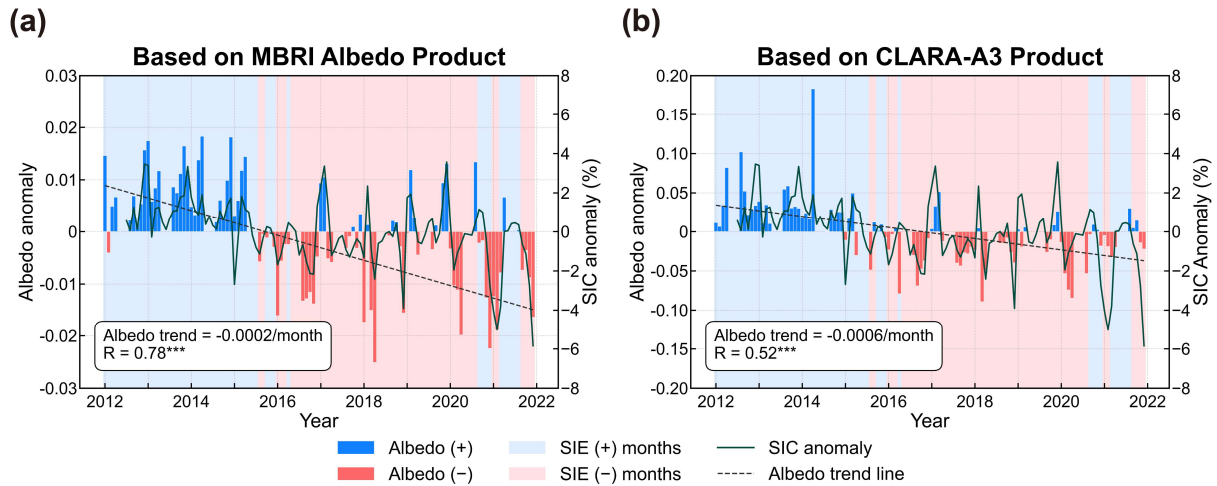 (a)
Based on MBRI Albedo Product
0.03
0.02
0.01
0
-0.01
-0.02
-0.03
Albedo anomaly
8
6
4
2
0
−2
−4
−6
−8
SIC anomaly (%)
Albedo trend = -0.0002/month
R = 0.78***
2012 2014 2016 2018 2020 2022
Year
(b)
Based on CLARA-A3 Product
0.20
0.15
0.10
0.05
0
-0.05
-0.10
-0.15
-0.20
Albedo anomaly
8
6
4
2
0
−2
−4
−6
−8
SIC anomaly (%)
Albedo trend = -0.0006/month
R = 0.52***
2012 2014 2016 2018 2020 2022
Year
Albedo (+) SIE (+) months SIC anomaly
Albedo (−) SIE (−) months Albedo trend line